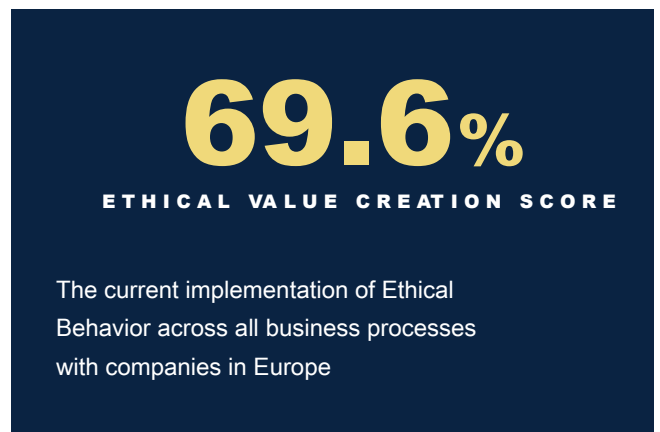 69.6%
ETHICAL VALUE CREATION SCORE
The current implementation of Ethical
Behavior across all business processes
with companies in Europe